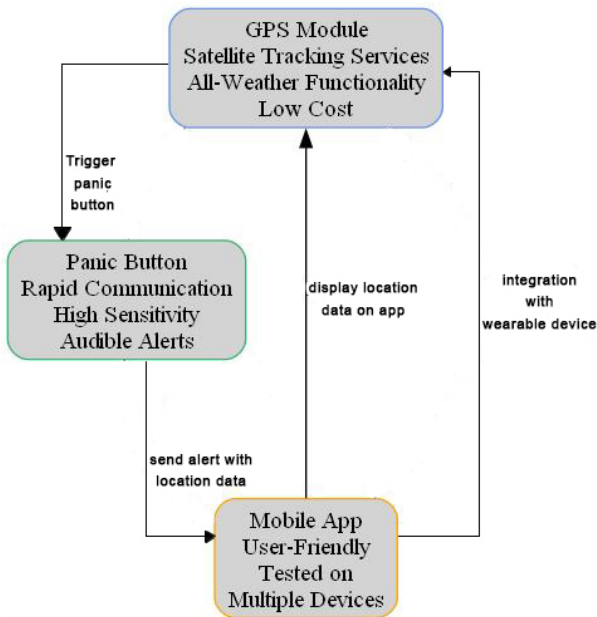 GPS Module
Satellite Tracking Services
All-Weather Functionality
Low Cost
Trigger
panic
button
Panic Button
Rapid Communication
High Sensitivity
Audible Alerts
display location
data on app
integration
with
wearable device
send alert with
location data
Mobile App
User-Friendly
Tested on
Multiple Devices